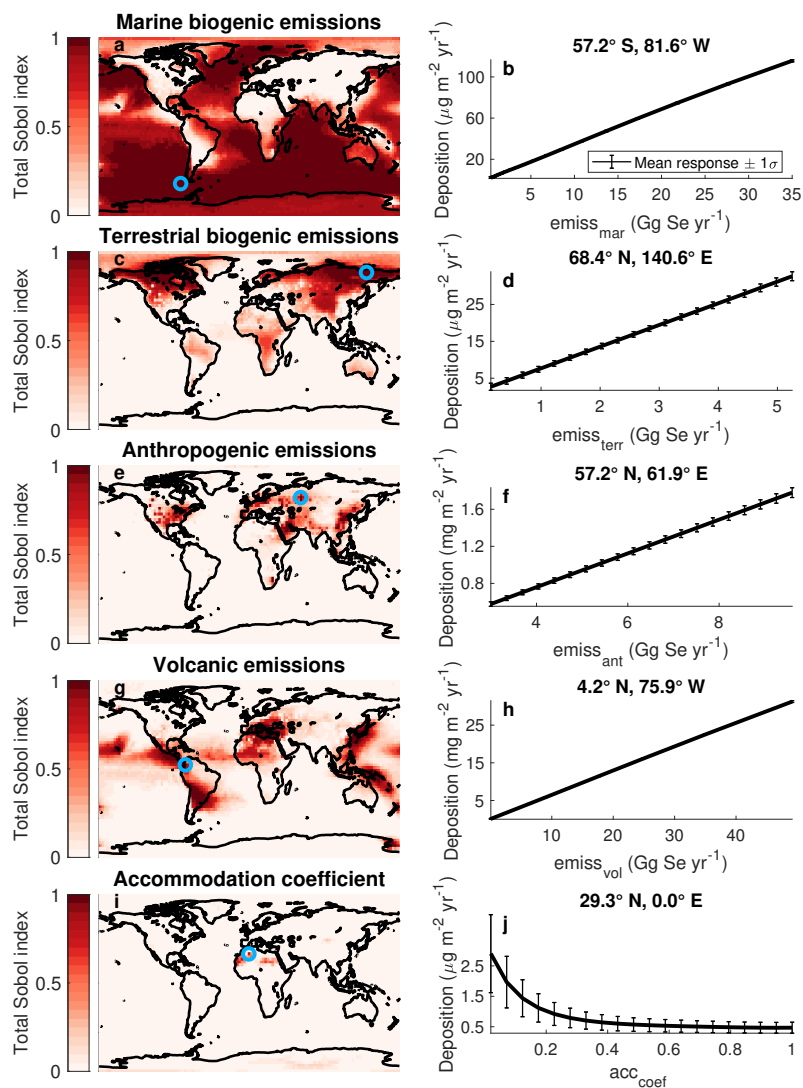 Marine biogenic emissions
a
1
0.5
0
Total Sobol index
57.2° S, 81.6° W
b
Deposition (μg m-2 yr-1)
100
60
20
Mean response ± 1σ
5 10 15 20 25 30 35
emiss_mar (Gg Se yr-1)
Terrestrial biogenic emissions
c
1
0.5
0
Total Sobol index
68.4° N, 140.6° E
d
Deposition (μg m-2 yr-1)
25
15
5
1 2 3 4 5
emiss_terr (Gg Se yr-1)
Anthropogenic emissions
e
1
0.5
0
Total Sobol index
57.2° N, 61.9° E
f
Deposition (mg m-2 yr-1)
1.6
1.2
0.8
4 6 8
emiss_ant (Gg Se yr-1)
Volcanic emissions
g
1
0.5
0
Total Sobol index
4.2° N, 75.9° W
h
Deposition (mg m-2 yr-1)
25
15
5
10 20 30 40
emiss_vol (Gg Se yr-1)
Accommodation coefficient
i
1
0.5
0
Total Sobol index
29.3° N, 0.0° E
j
Deposition (μg m-2 yr-1)
2.5
1.5
0.5
0.2 0.4 0.6 0.8 1
acc_coef